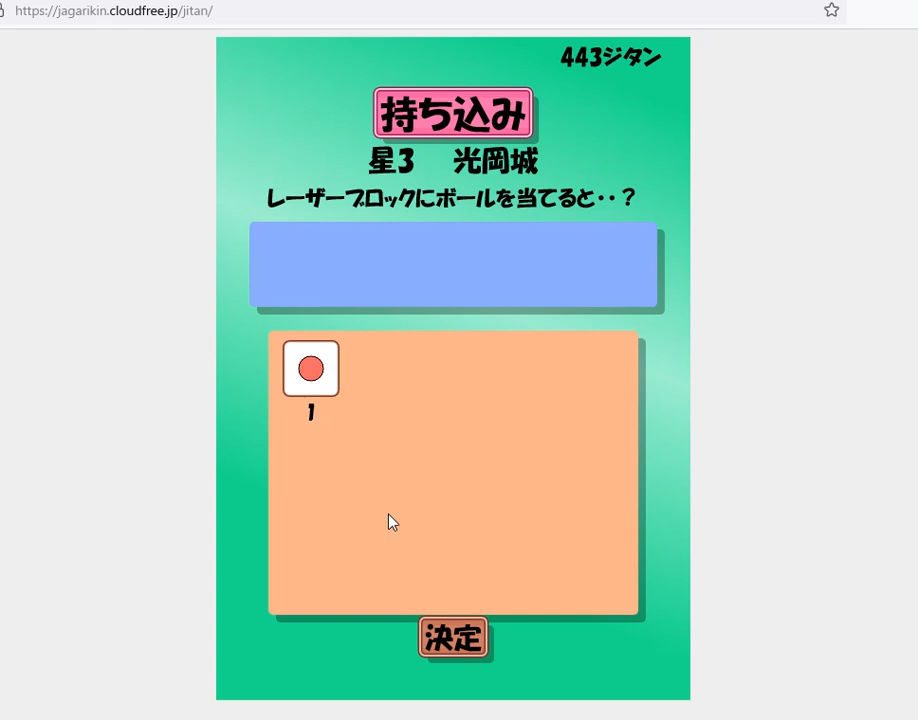 https://jagarikin.cloudfree.jp/jitan/
443ジタン
持ち込み
星3 光岡城
レーザーブロックにボールを当てると‥？
1
決定